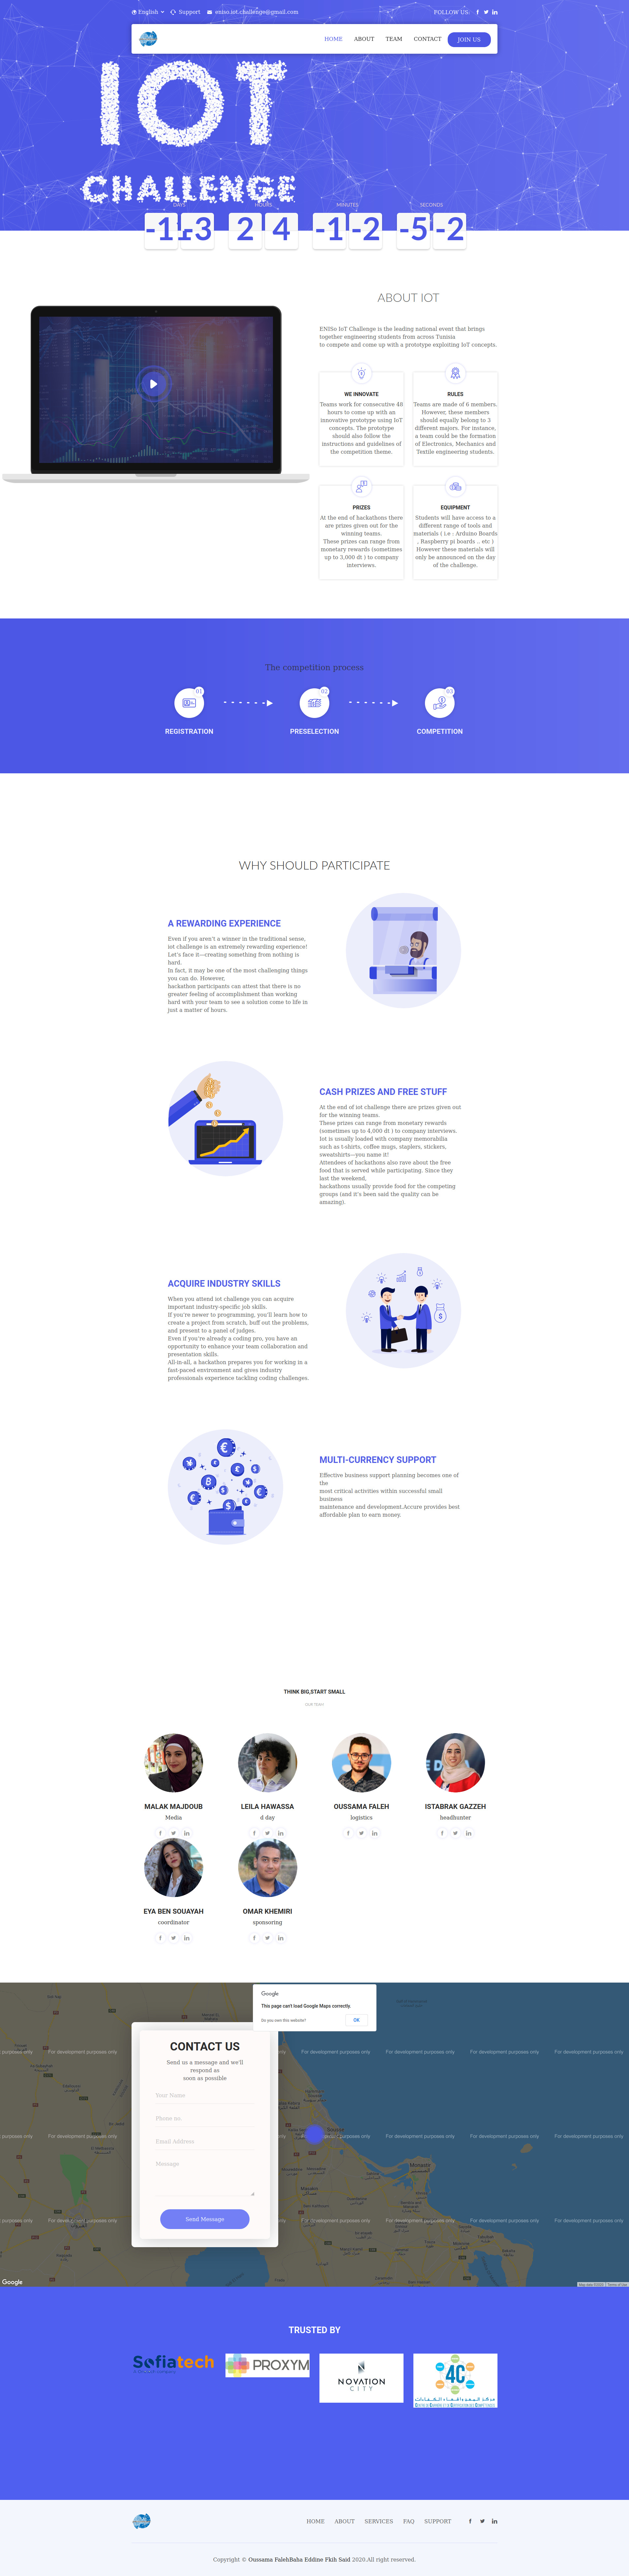 English Support eniso.iot.challenge@gmail.com FOLLOW US:
HOME ABOUT TEAM CONTACT JOIN US
IOT
CHALLENGE
DAYS HOURS MINUTES SECONDS
-1 -3 2 4 -1 -2 -5 -2
ABOUT IOT
ENISo IoT Challenge is the leading national event that brings
together engineering students from across Tunisia
to compete and come up with a prototype exploiting IoT concepts.
WE INNOVATE
Teams work for consecutive 48
hours to come up with an
innovative prototype using IoT
concepts. The prototype
should also follow the
instructions and guidelines of
the competition theme.
RULES
Teams are made of 6 members.
However, these members
should equally belong to 3
different majors. For instance,
a team could be the formation
of Electronics, Mechanics and
Textile engineering students.
PRIZES
At the end of hackathons there
are prizes given out for the
winning teams.
These prizes can range from
monetary rewards (sometimes
up to 3,000 dt ) to company
interviews.
EQUIPMENT
Students will have access to a
different range of tools and
materials ( i.e : Arduino Boards
, Raspberry pi boards .. etc )
However these materials will
only be announced on the day
of the challenge.
The competition process
01 02 03
REGISTRATION PRESELECTION COMPETITION
WHY SHOULD PARTICIPATE
A REWARDING EXPERIENCE
Even if you aren't a winner in the traditional sense,
iot challenge is an extremely rewarding experience!
Let's face it—creating something from nothing is
hard.
In fact, it may be one of the most challenging things
you can do. However,
hackathon participants can attest that there is no
greater feeling of accomplishment than working
hard with your team to see a solution come to life in
just a matter of hours.
CASH PRIZES AND FREE STUFF
At the end of iot challenge there are prizes given out
for the winning teams.
These prizes can range from monetary rewards
(sometimes up to 4,000 dt ) to company interviews.
Iot is usually loaded with company memorabilia
such as t-shirts, coffee mugs, staplers, stickers,
sweatshirts—you name it!
Attendees of hackathons also rave about the free
food that is served while participating. Since they
last the weekend,
hackathons usually provide food for the competing
groups (and it's been said the quality can be
amazing).
ACQUIRE INDUSTRY SKILLS
When you attend iot challenge you can acquire
important industry-specific job skills.
If you're newer to programming, you'll learn how to
create a project from scratch, buff out the problems,
and present to a panel of judges.
Even if you're already a coding pro, you have an
opportunity to enhance your team collaboration and
presentation skills.
All-in-all, a hackathon prepares you for working in a
fast-paced environment and gives industry
professionals experience tackling coding challenges.
MULTI-CURRENCY SUPPORT
Effective business support planning becomes one of
the
most critical activities within successful small
business
maintenance and development.Accure provides best
affordable plan to earn money.
THINK BIG,START SMALL
OUR TEAM
MALAK MAJDOUB LEILA HAWASSA OUSSAMA FALEH ISTABRAK GAZZEH
Media d day logistics headhunter
EYA BEN SOUAYAH OMAR KHEMIRI
coordinator sponsoring
Google
This page can't load Google Maps correctly.
Do you own this website? OK
CONTACT US
Send us a message and we'll
respond as
soon as possible
Your Name
Phone no
Email Address
Message
Send Message
For development purposes only
Google
TRUSTED BY
Sofiatech PROXYM NOVATION CITY 4C
HOME ABOUT SERVICES FAQ SUPPORT
Copyright © Oussama FalehBaha Eddine Fkih Said 2020.All right reserved.